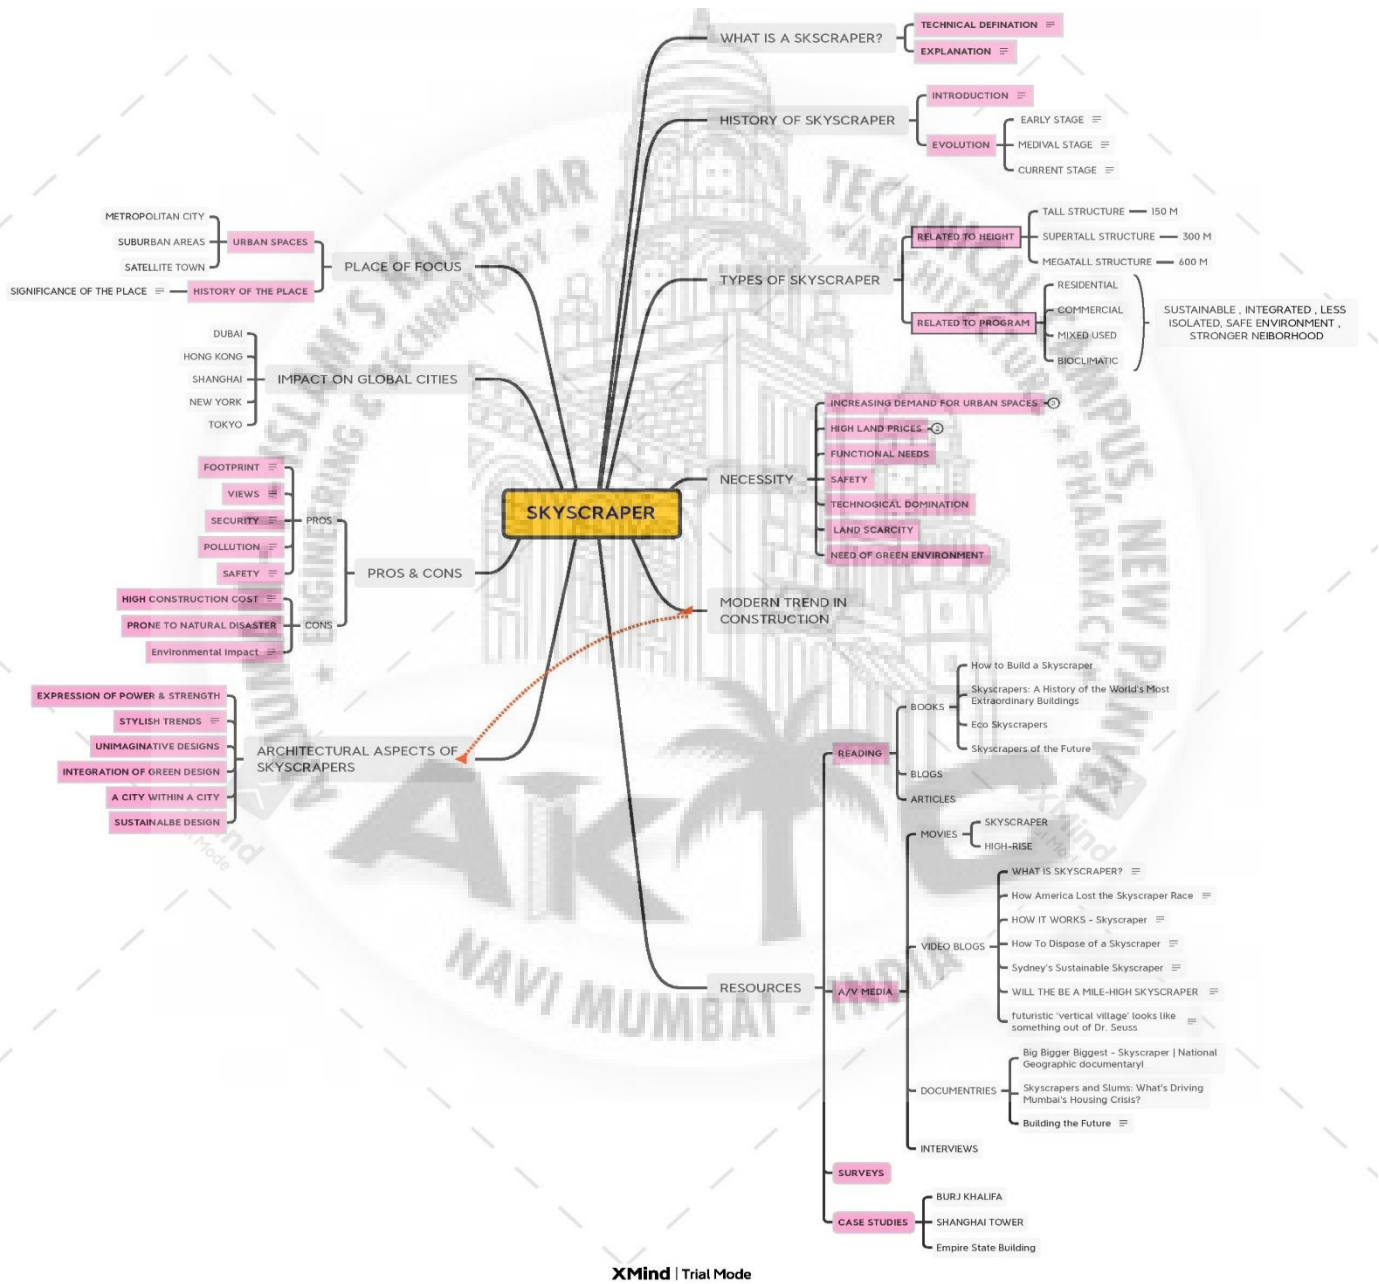 WHAT IS A SKSCRAPER?
TECHNICAL DEFINATION
EXPLANATION
HISTORY OF SKYSCRAPER
INTRODUCTION
EVOLUTION
EARLY STAGE
MEDIVAL STAGE
CURRENT STAGE
TYPES OF SKYSCRAPER
RELATED TO HEIGHT
TALL STRUCTURE
150 M
SUPERTALL STRUCTURE
300 M
MEGATALL STRUCTURE
600 M
RELATED TO PROGRAM
RESIDENTIAL
COMMERCIAL
MIXED USED
BIOCLIMATIC
SUSTAINABLE , INTEGRATED , LESS
ISOLATED, SAFE ENVIRONMENT ,
STRONGER NEIBORHOOD
NECESSITY
INCREASING DEMAND FOR URBAN SPACES
HIGH LAND PRICES
FUNCTIONAL NEEDS
SAFETY
TECHNOGICAL DOMINATION
LAND SCARCITY
NEED OF GREEN ENVIRONMENT
MODERN TREND IN
CONSTRUCTION
RESOURCES
READING
BOOKS
How to Build a Skyscraper
Skyscrapers: A History of the World's Most
Extraordinary Buildings
Eco Skyscrapers
Skyscrapers of the Future
BLOGS
ARTICLES
A/V MEDIA
MOVIES
SKYSCRAPER
HIGH-RISE
VIDEO BLOGS
WHAT IS SKYSCRAPER?
How America Lost the Skyscraper Race
HOW IT WORKS - Skyscraper
How To Dispose of a Skyscraper
Sydney's Sustainable Skyscraper
WILL THE BE A MILE-HIGH SKYSCRAPER
futuristic 'vertical village' looks like
something out of Dr. Seuss
DOCUMENTRIES
Big Bigger Biggest - Skyscraper | National
Geographic documentaryl
Skyscrapers and Slums: What's Driving
Mumbai's Housing Crisis?
Building the Future
INTERVIEWS
SURVEYS
CASE STUDIES
BURJ KHALIFA
SHANGHAI TOWER
Empire State Building
SKYSCRAPER
PLACE OF FOCUS
URBAN SPACES
METROPOLITAN CITY
SUBURBAN AREAS
SATELLITE TOWN
HISTORY OF THE PLACE
SIGNIFICANCE OF THE PLACE
IMPACT ON GLOBAL CITIES
DUBAI
HONG KONG
SHANGHAI
NEW YORK
TOKYO
PROS & CONS
PROS
FOOTPRINT
VIEWS
SECURITY
POLLUTION
SAFETY
CONS
HIGH CONSTRUCTION COST
PRONE TO NATURAL DISASTER
Environmental Impact
ARCHITECTURAL ASPECTS OF
SKYSCRAPERS
EXPRESSION OF POWER & STRENGTH
STYLISH TRENDS
UNIMAGINATIVE DESIGNS
INTEGRATION OF GREEN DESIGN
A CITY WITHIN A CITY
SUSTAINALBE DESIGN
KALSEKAR
TECHNICAL CAMPUS, NEW PANVEL
ENGINEERING & TECHNOLOGY
ARCHITECTURE
PHARMACY
AKTC
NAVI MUMBAI - INDIA
XMind | Trial Mode